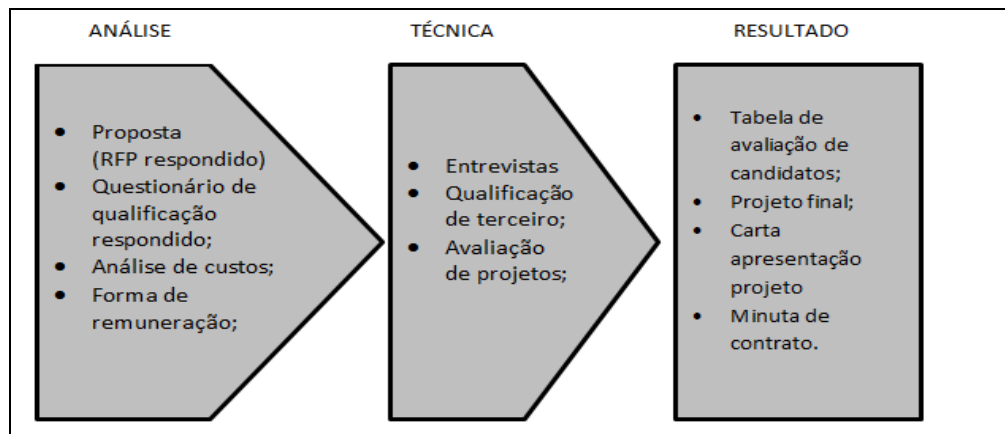 ANÁLISE
TÉCNICA
RESULTADO
• Proposta
(RFP respondido)
• Questionário de
qualificação
respondido;
• Análise de custos;
• Forma de
remuneração;
• Entrevistas
• Qualificação
de terceiro;
• Avaliação
de projetos;
• Tabela de
avaliação de
candidatos;
• Projeto final;
• Carta
apresentação
projeto
• Minuta de
contrato.